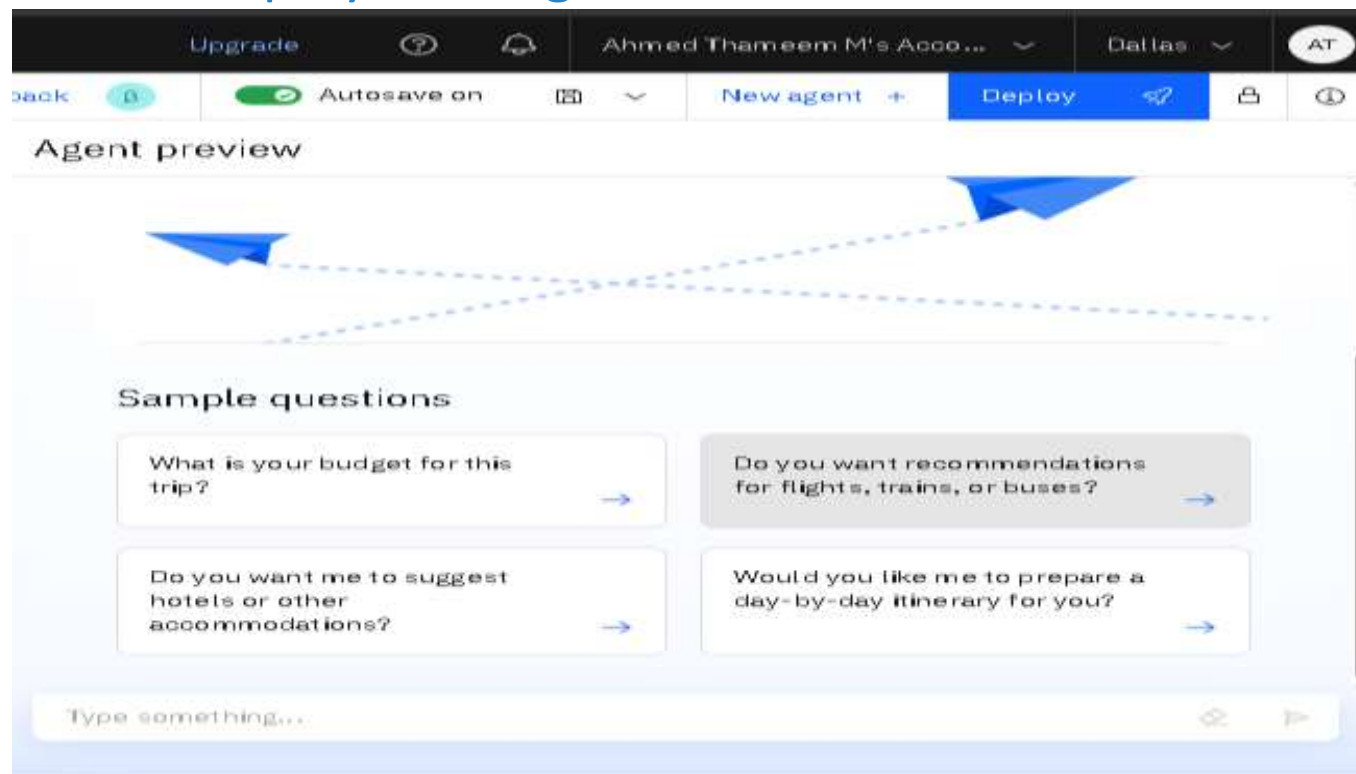 Upgrade
Ahmed Thameem M's Acco...
Dallas
AT
back
Autosave on
New agent +
Deploy
Agent preview
Sample questions
What is your budget for this
trip?
Do you want recommendations
for flights, trains, or buses?
Do you want me to suggest
hotels or other
accommodations?
Would you like me to prepare a
day-by-day itinerary for you?
Type something...